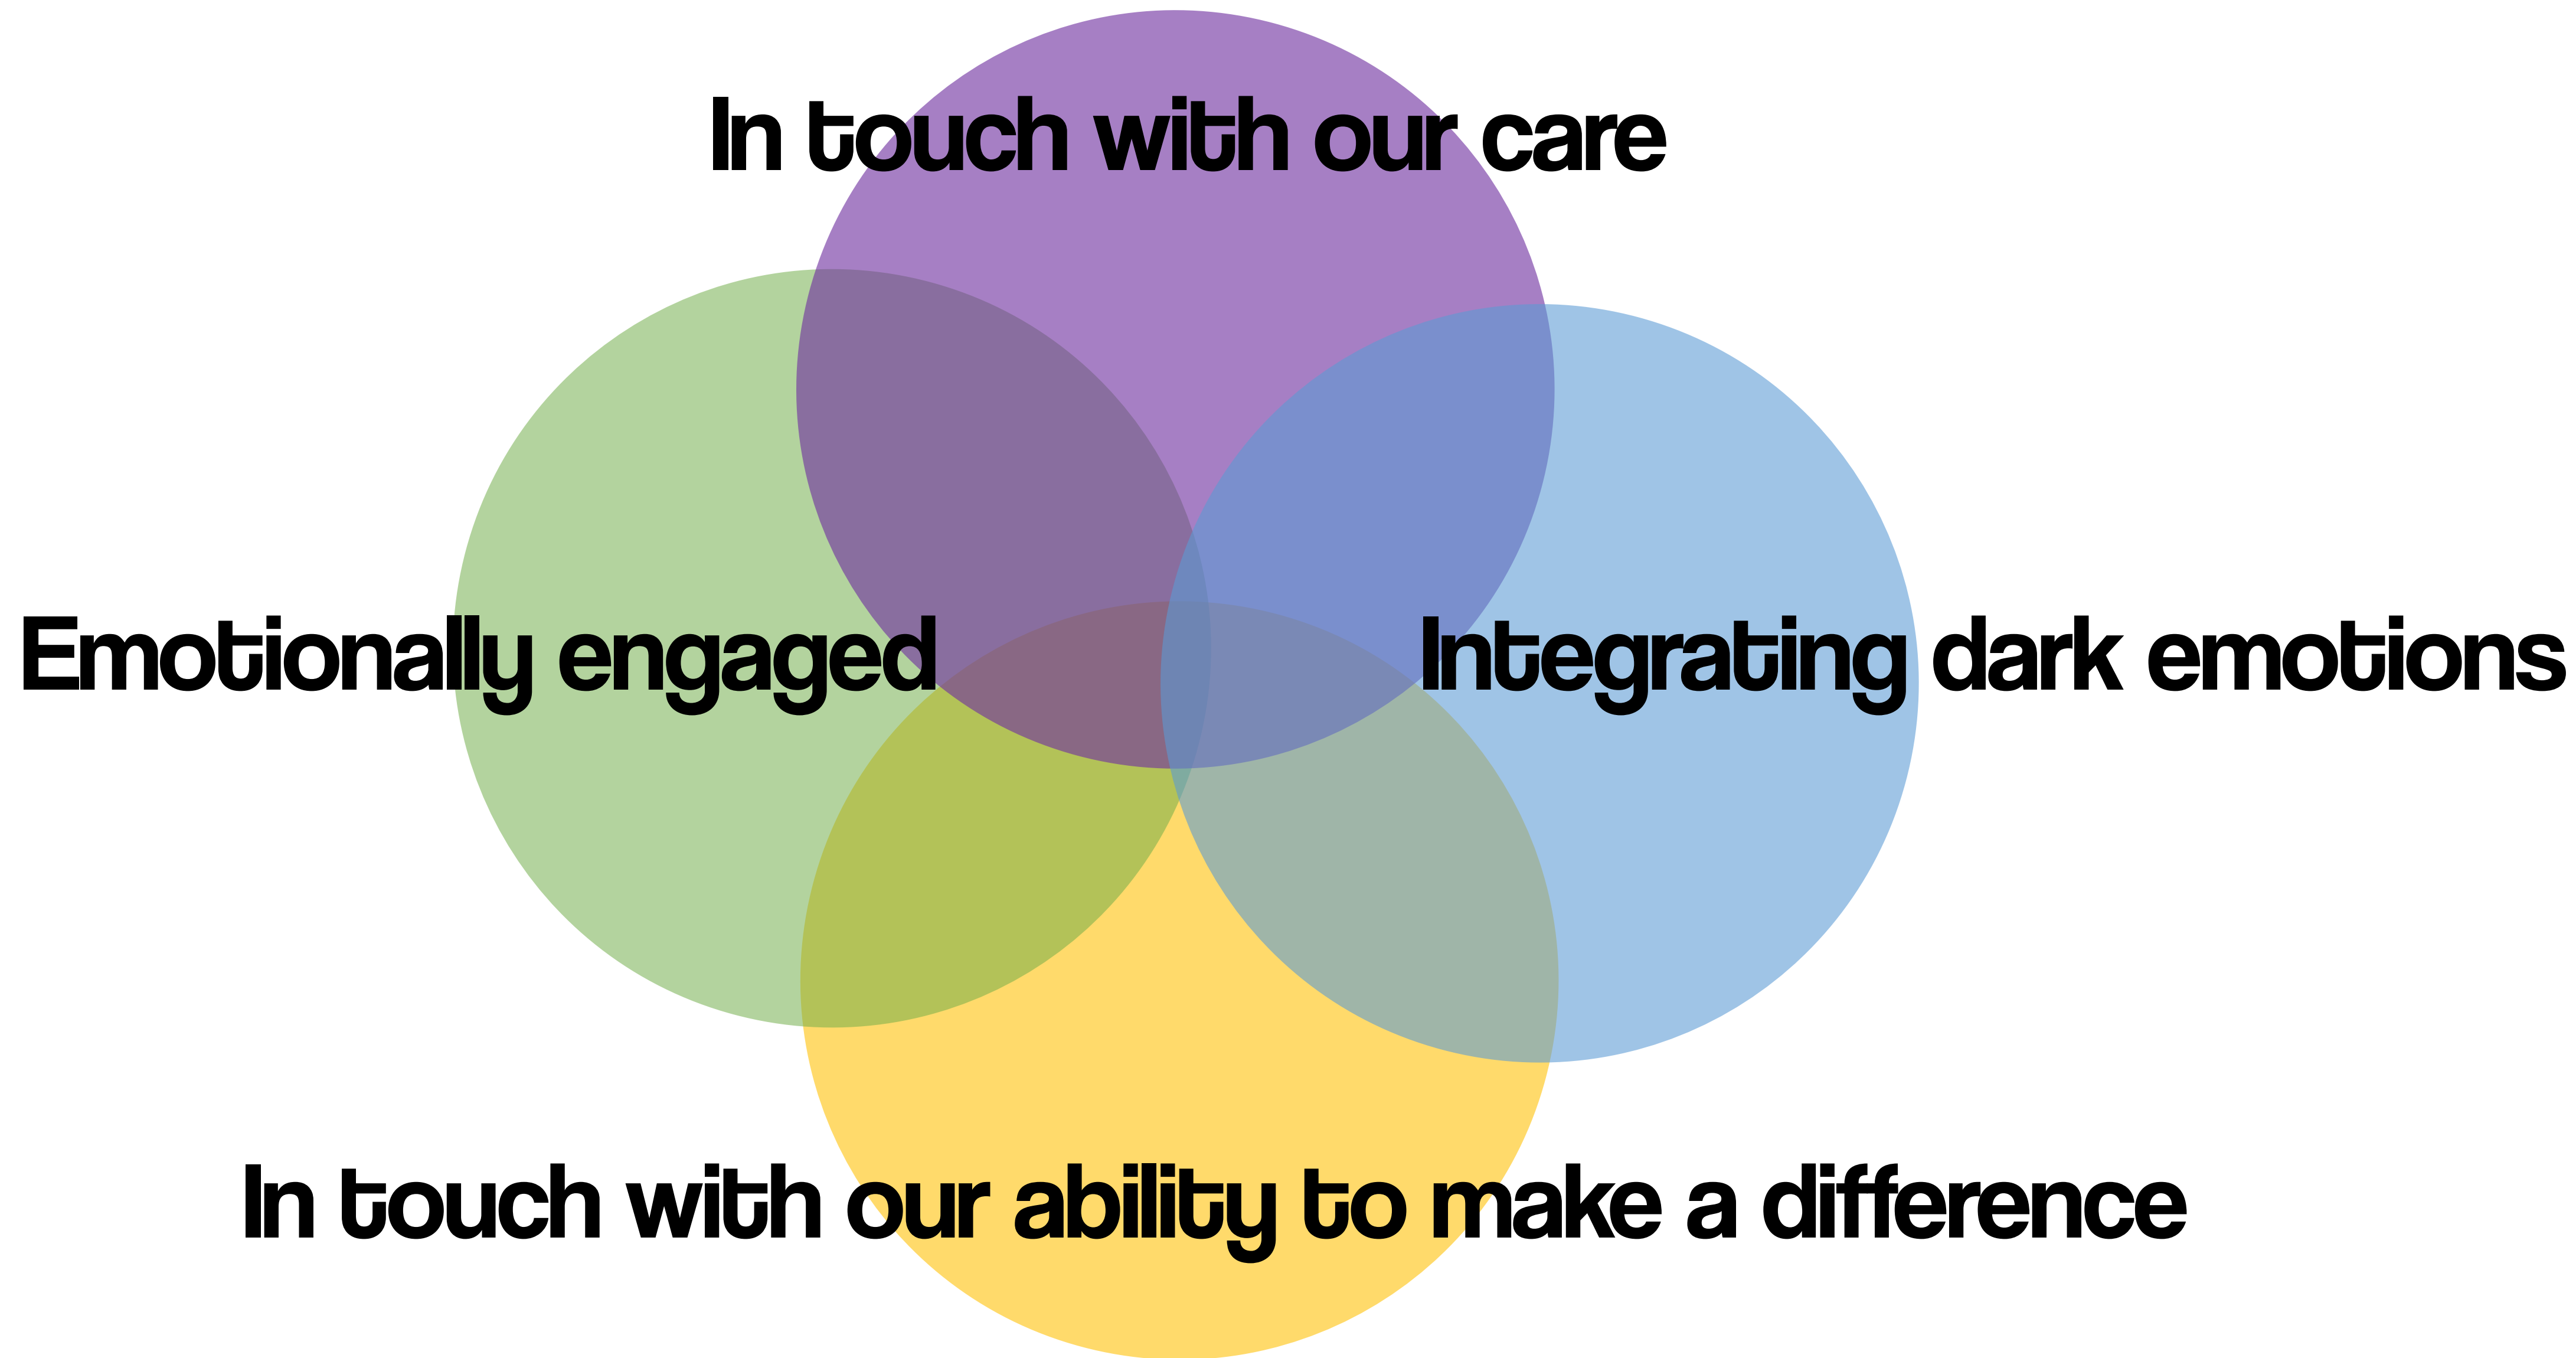 In touch with our care
Emotionally engaged
Integrating dark emotions
In touch with our ability to make a difference